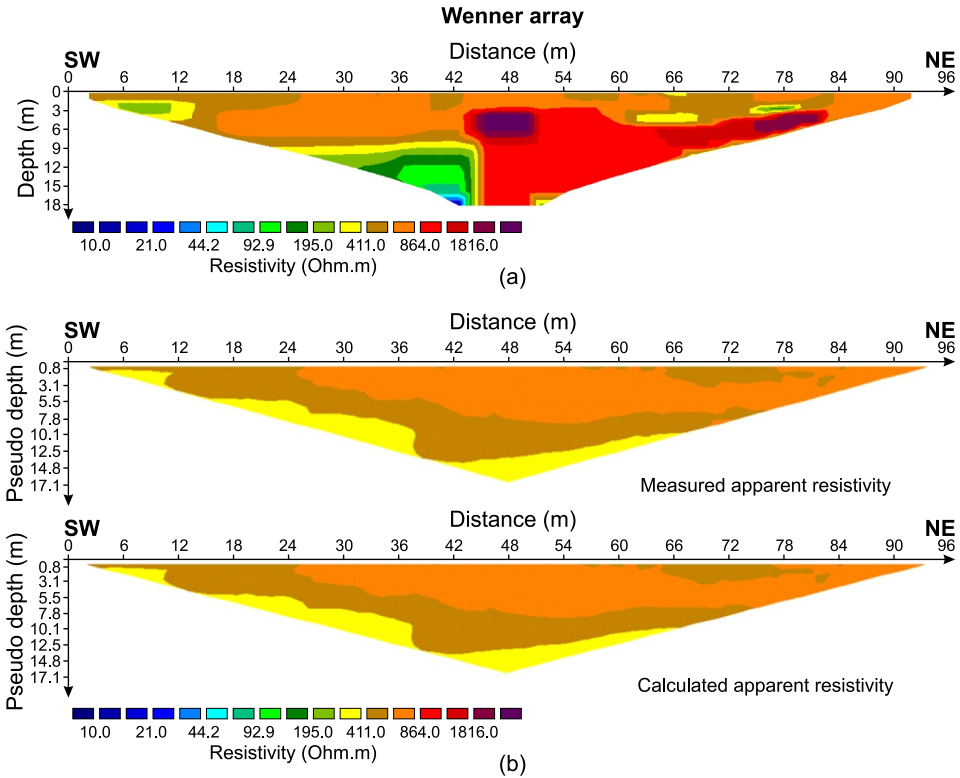 Wenner array
SW Distance (m) NE
0 6 12 18 24 30 36 42 48 54 60 66 72 78 84 90 96
Depth (m)
0
3
6
9
12
15
18
10.0 21.0 44.2 92.9 195.0 411.0 864.0 1816.0
Resistivity (Ohm.m)
(a)
SW Distance (m) NE
0 6 12 18 24 30 36 42 48 54 60 66 72 78 84 90 96
Pseudo depth (m)
0.8
3.1
5.5
7.8
10.1
12.5
14.8
17.1
Measured apparent resistivity
SW Distance (m) NE
0 6 12 18 24 30 36 42 48 54 60 66 72 78 84 90 96
Pseudo depth (m)
0.8
3.1
5.5
7.8
10.1
12.5
14.8
17.1
Calculated apparent resistivity
10.0 21.0 44.2 92.9 195.0 411.0 864.0 1816.0
Resistivity (Ohm.m)
(b)